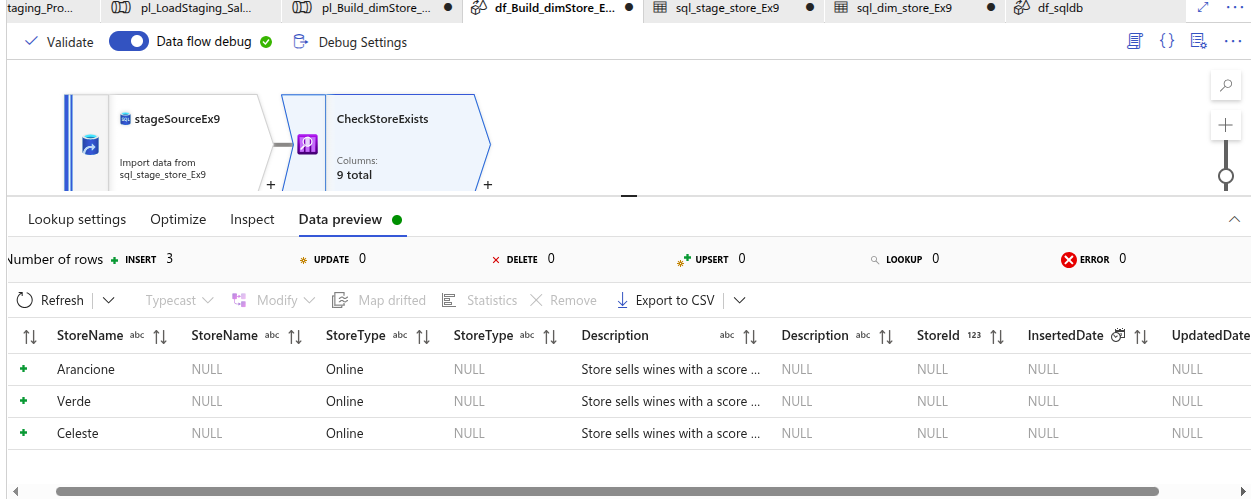 taging_Pro...
pl_LoadStaging_Sal...
pl_Build_dimStore_...
df_Build_dimStore_E...
sql_stage_store_Ex9
sql_dim_store_Ex9
df_sqldb
Validate
Data flow debug
Debug Settings
SQL
stageSourceEx9
Import data from
sql_stage_store_Ex9
+
CheckStoreExists
Columns:
9 total
+
Lookup settings Optimize Inspect Data preview
Number of rows INSERT 3 UPDATE 0 DELETE 0 UPSERT 0 LOOKUP 0 ERROR 0
Refresh Typecast Modify Map drifted Statistics Remove Export to CSV
StoreName abc StoreName abc StoreType abc StoreType abc Description abc Description abc StoreId 123 InsertedDate UpdatedDate
Arancione NULL Online NULL Store sells wines with a score ... NULL NULL NULL NULL
Verde NULL Online NULL Store sells wines with a score ... NULL NULL NULL NULL
Celeste NULL Online NULL Store sells wines with a score ... NULL NULL NULL NULL